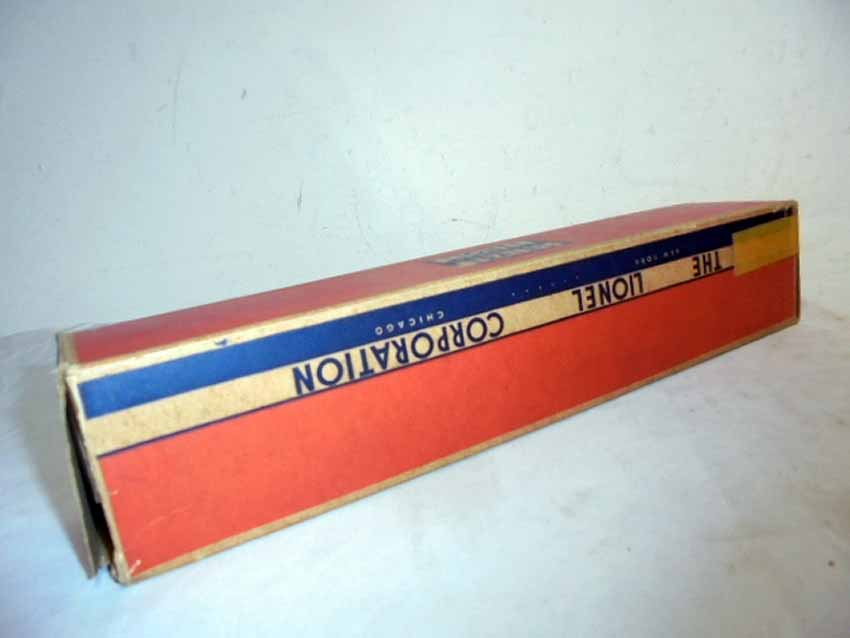 THE LIONEL CORPORATION
NEW YORK ...... CHICAGO